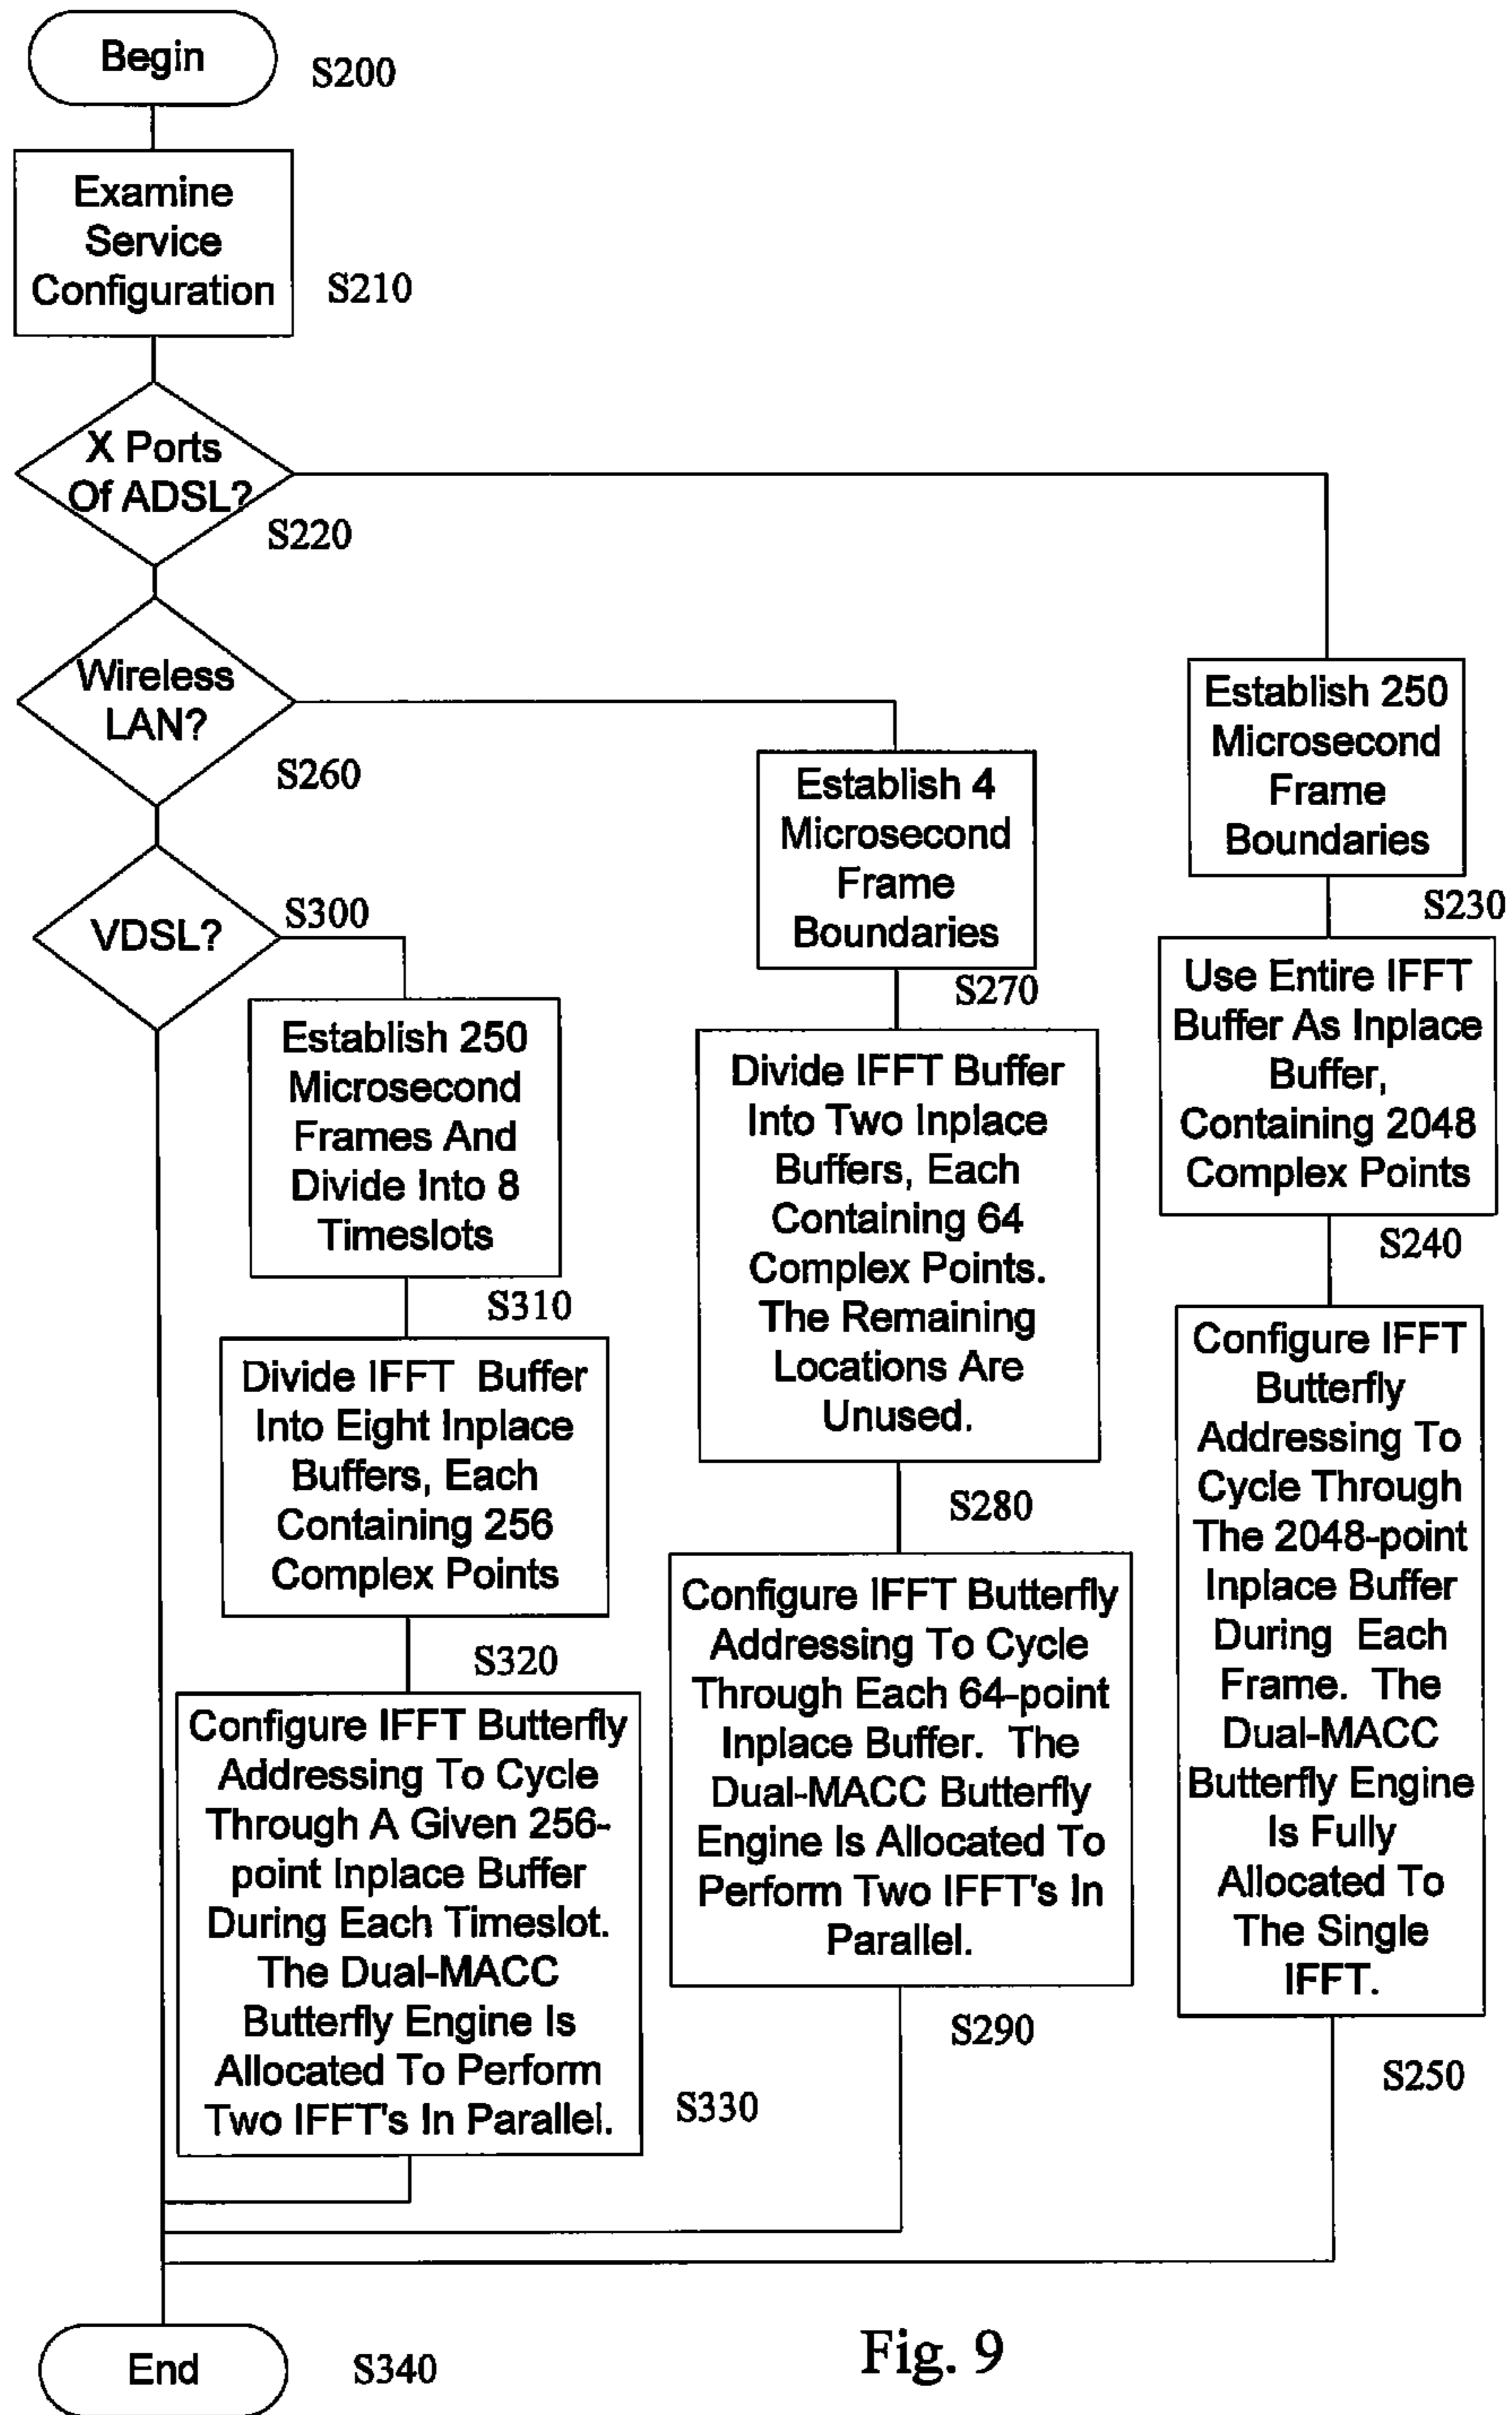 Begin
S200
Examine
Service
Configuration
S210
X Ports
Of ADSL?
S220
Wireless
LAN?
S260
VDSL?
S300
Establish 250
Microsecond
Frames And
Divide Into 8
Timeslots
S310
Divide IFFT Buffer
Into Eight Inplace
Buffers, Each
Containing 256
Complex Points
S320
Configure IFFT Butterfly
Addressing To Cycle
Through A Given 256-
point Inplace Buffer
During Each Timeslot.
The Dual-MACC
Butterfly Engine Is
Allocated To Perform
Two IFFT's In Parallel.
S330
Establish 4
Microsecond
Frame
Boundaries
S270
Divide IFFT Buffer
Into Two Inplace
Buffers, Each
Containing 64
Complex Points.
The Remaining
Locations Are
Unused.
S280
Configure IFFT Butterfly
Addressing To Cycle
Through Each 64-point
Inplace Buffer. The
Dual-MACC Butterfly
Engine Is Allocated To
Perform Two IFFT's In
Parallel.
S290
Establish 250
Microsecond
Frame
Boundaries
S230
Use Entire IFFT
Buffer As Inplace
Buffer,
Containing 2048
Complex Points
S240
Configure IFFT
Butterfly
Addressing To
Cycle Through
The 2048-point
Inplace Buffer
During Each
Frame. The
Dual-MACC
Butterfly Engine
Is Fully
Allocated To
The Single
IFFT.
S250
End
S340
Fig. 9